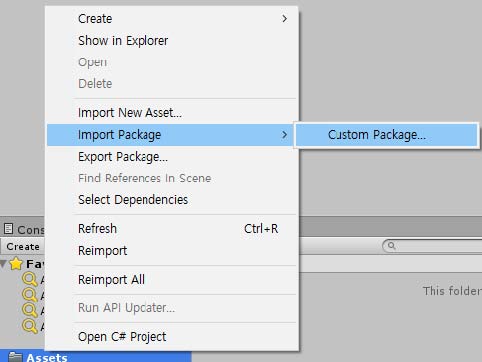 Create
Show in Explorer
Open
Delete
Import New Asset...
Import Package
Custom Package...
Export Package...
Find References In Scene
Select Dependencies
Refresh Ctrl+R
Reimport
Reimport All
Run API Updater...
Open C# Project
Cons
Create
Fav
A
A
A
A
This folder
Assets